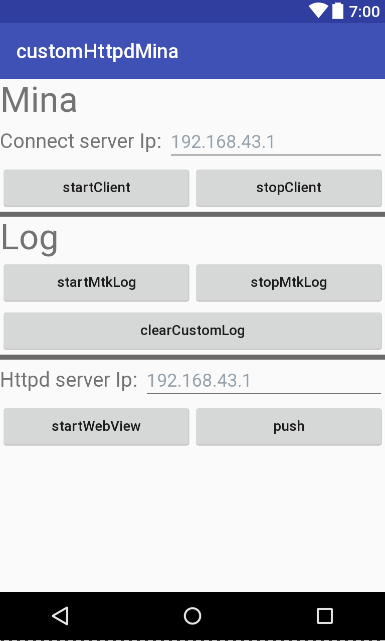 7:00
customHttpdMina
Mina
Connect server Ip: 192.168.43.1
startClient stopClient
Log
startMtkLog stopMtkLog
clearCustomLog
Httpd server Ip: 192.168.43.1
startWebView push